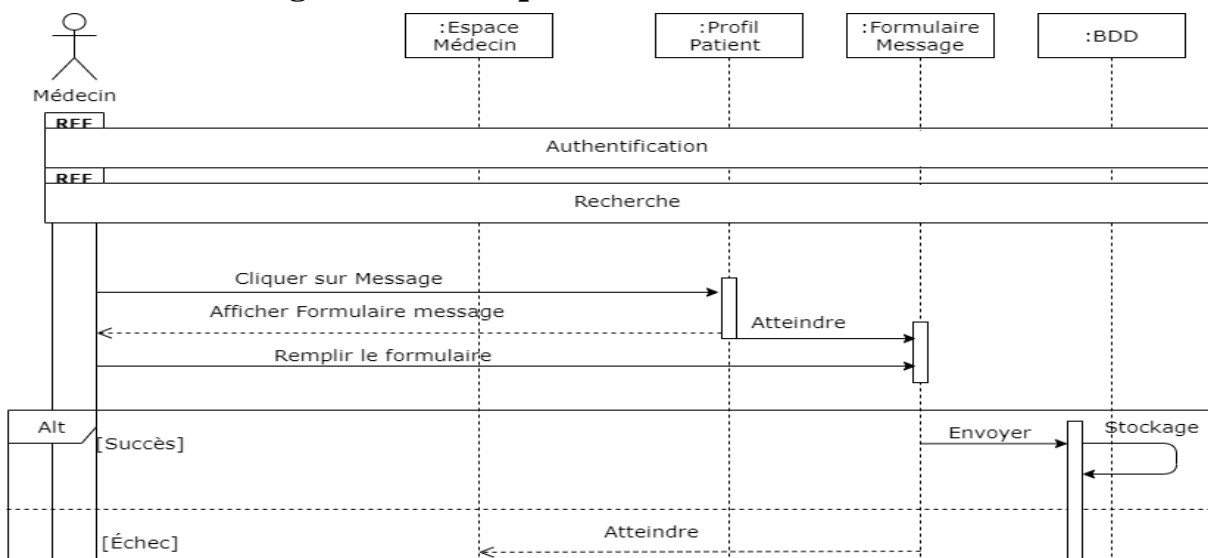 :Espace
Médecin
:Profil
Patient
:Formulaire
Message
:BDD
Médecin
REF
Authentification
REF
Recherche
Cliquer sur Message
Afficher Formulaire message
Atteindre
Remplir le formulaire
Alt
[Succès]
Envoyer
Stockage
Atteindre
[Échec]